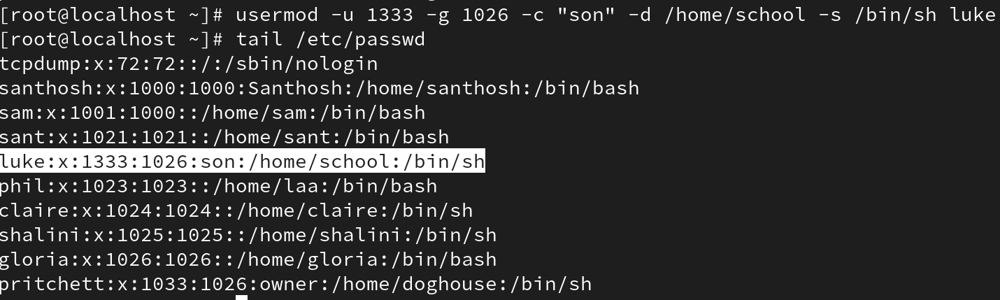 [root@localhost ~]# usermod -u 1333 -g 1026 -c "son" -d /home/school -s /bin/sh luke
[root@localhost ~]# tail /etc/passwd
tcpdump:x:72:72::/:/sbin/nologin
santhosh:x:1000:1000:Santhosh:/home/santhosh:/bin/bash
sam:x:1001:1000::/home/sam:/bin/bash
sant:x:1021:1021::/home/sant:/bin/bash
luke:x:1333:1026:son:/home/school:/bin/sh
phil:x:1023:1023::/home/laa:/bin/bash
claire:x:1024:1024::/home/claire:/bin/sh
shalini:x:1025:1025::/home/shalini:/bin/sh
gloria:x:1026:1026::/home/gloria:/bin/bash
pritchett:x:1033:1026:owner:/home/doghouse:/bin/sh